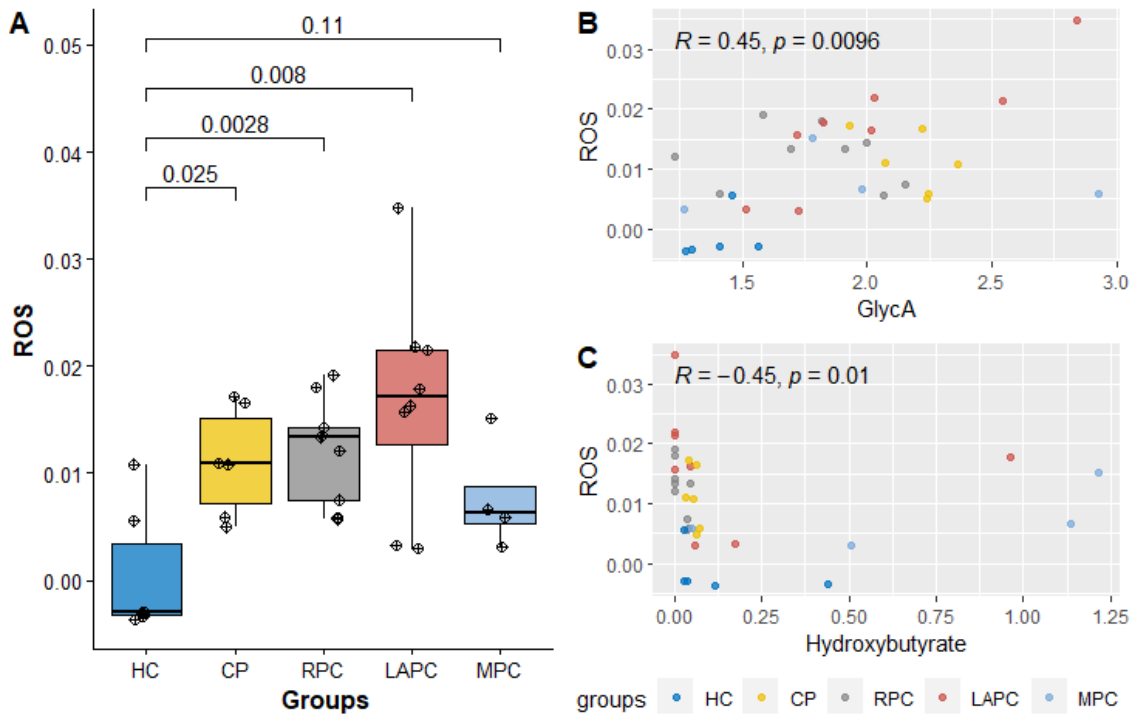 A
0.05
0.04
0.03
0.02
0.01
0.00
ROS
0.11
0.008
0.0028
0.025
HC CP RPC LAPC MPC
Groups
B
R = 0.45, p = 0.0096
0.03
0.02
0.01
0.00
ROS
1.5 2.0 2.5 3.0
GlycA
C
R = −0.45, p = 0.01
0.03
0.02
0.01
0.00
ROS
0.00 0.25 0.50 0.75 1.00 1.25
Hydroxybutyrate
groups HC CP RPC LAPC MPC